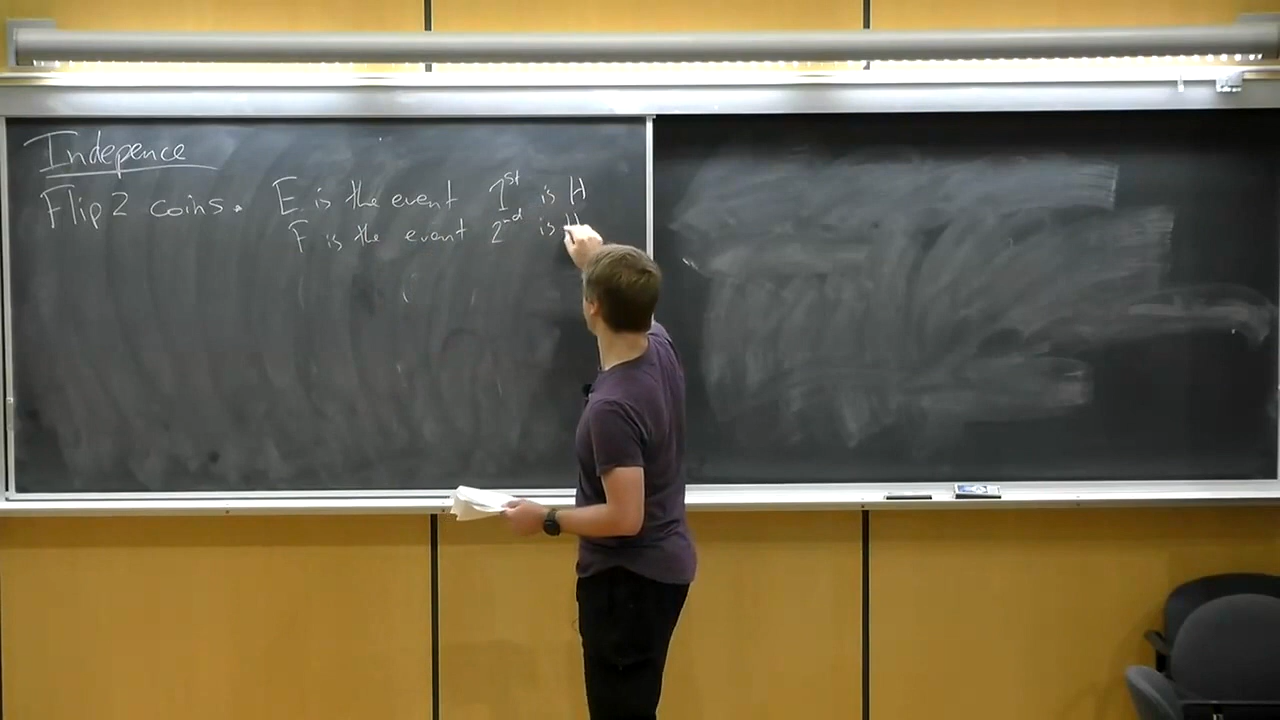 Indepence
Flip 2 coins. E is the event 1st is H
F is the event 2nd is H